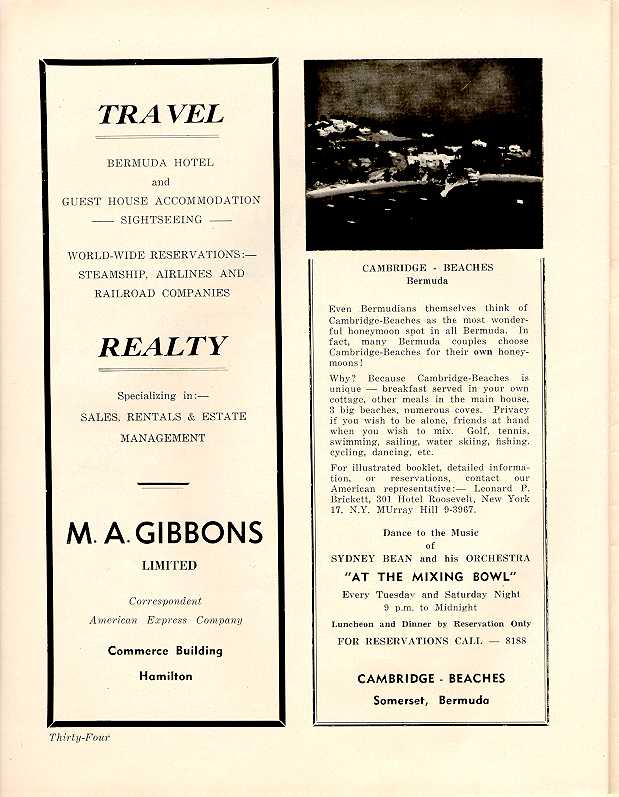 TRAVEL
BERMUDA HOTEL
and
GUEST HOUSE ACCOMMODATION
— SIGHTSEEING —
WORLD-WIDE RESERVATIONS:—
STEAMSHIP, AIRLINES AND
RAILROAD COMPANIES
REALTY
Specializing in:—
SALES, RENTALS & ESTATE
MANAGEMENT
M. A. GIBBONS
LIMITED
Correspondent
American Express Company
Commerce Building
Hamilton
CAMBRIDGE - BEACHES
Bermuda
Even Bermudians themselves think of
Cambridge-Beaches as the most wonder-
ful honeymoon spot in all Bermuda. In
fact, many Bermuda couples choose
Cambridge-Beaches for their own honey-
moons!
Why? Because Cambridge-Beaches is
unique — breakfast served in your own
cottage, other meals in the main house,
3 big beaches, numerous coves. Privacy
if you wish to be alone, friends at hand
when you wish to mix. Golf, tennis,
swimming, sailing, water skiing, fishing,
cycling, dancing, etc.
For illustrated booklet, detailed informa-
tion, or reservations, contact our
American representative:— Leonard P.
Brickett, 301 Hotel Roosevelt, New York
17, N.Y. MUrray Hill 9-3967.
Dance to the Music
of
SYDNEY BEAN and his ORCHESTRA
"AT THE MIXING BOWL"
Every Tuesday and Saturday Night
9 p.m. to Midnight
Luncheon and Dinner by Reservation Only
FOR RESERVATIONS CALL — 8188
CAMBRIDGE - BEACHES
Somerset, Bermuda
Thirty-Four